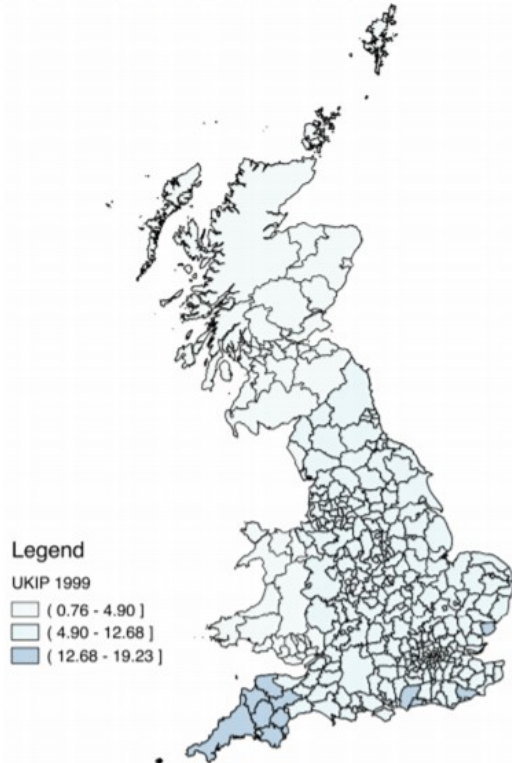 Legend
UKIP 1999
( 0.76 - 4.90 ]
( 4.90 - 12.68 ]
( 12.68 - 19.23 ]